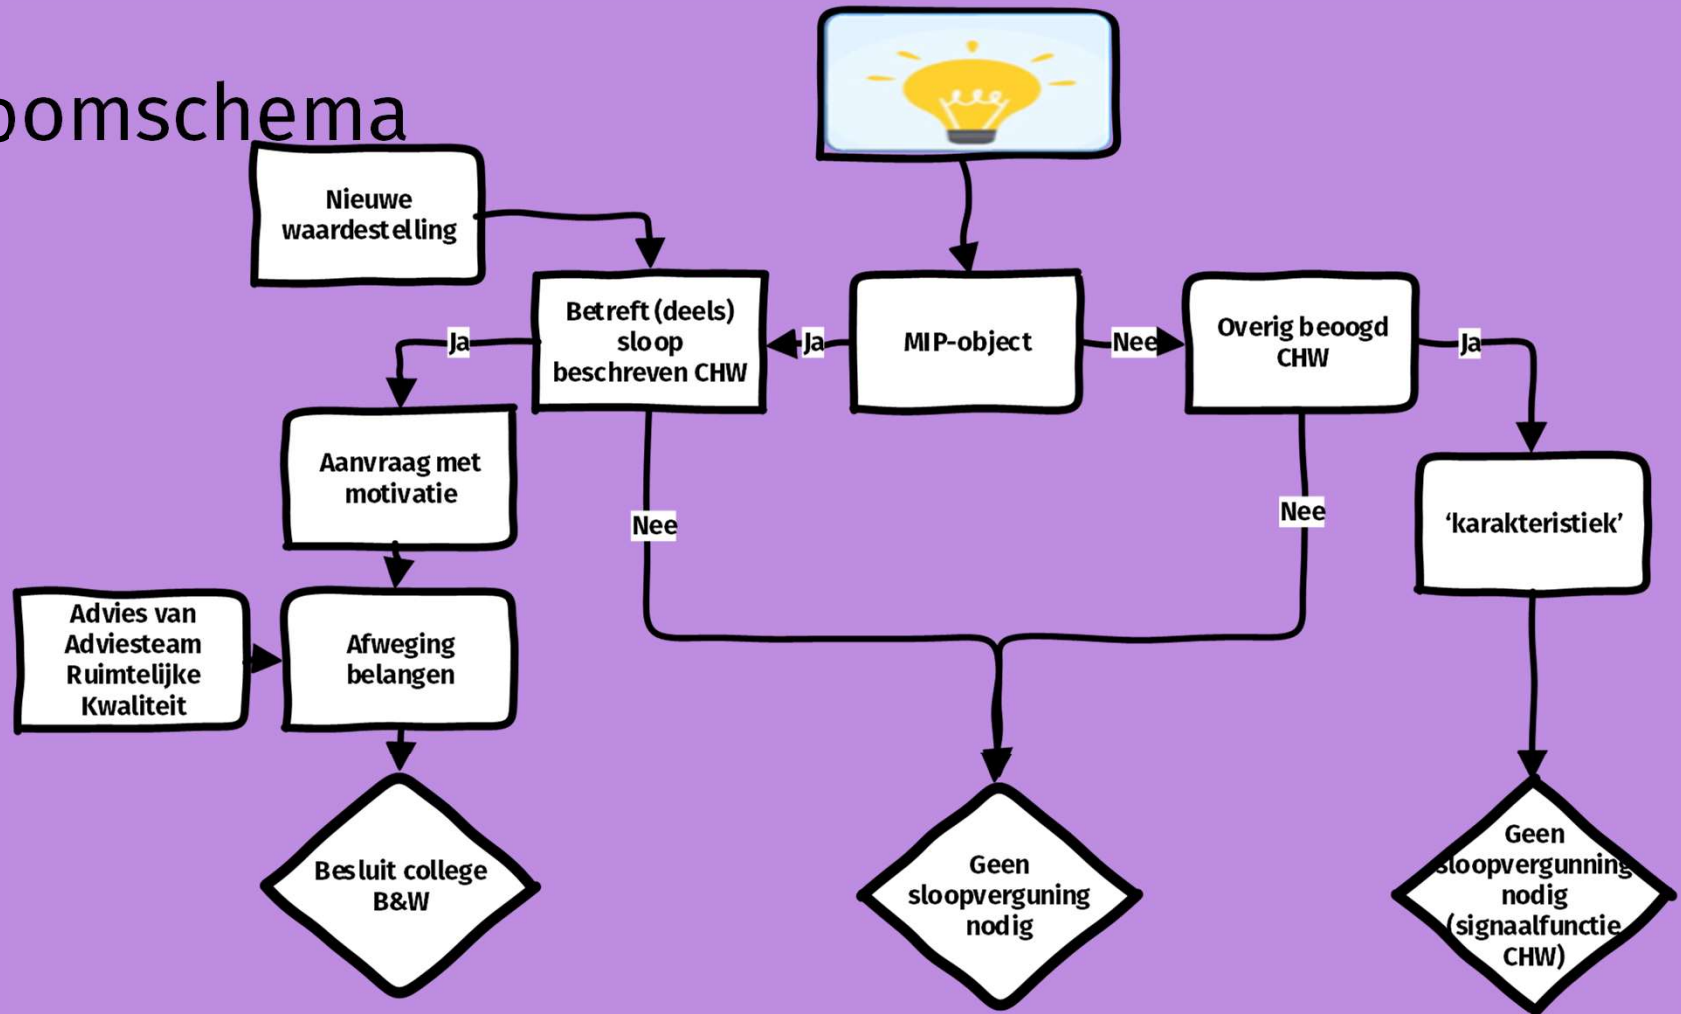 oomschema
Nieuwe
waardestelling
Betreft (deels)
sloop
beschreven CHW
Ja
MIP-object
Nee
Overig beoogd
CHW
Ja
Ja
Aanvraag met
motivatie
Nee
Nee
‘karakteristiek’
Advies van
Adviesteam
Ruimtelijke
Kwaliteit
Afweging
belangen
Besluit college
B&W
Geen
sloopverguning
nodig
Geen
sloopvergunning
nodig
(signaalfunctie
CHW)